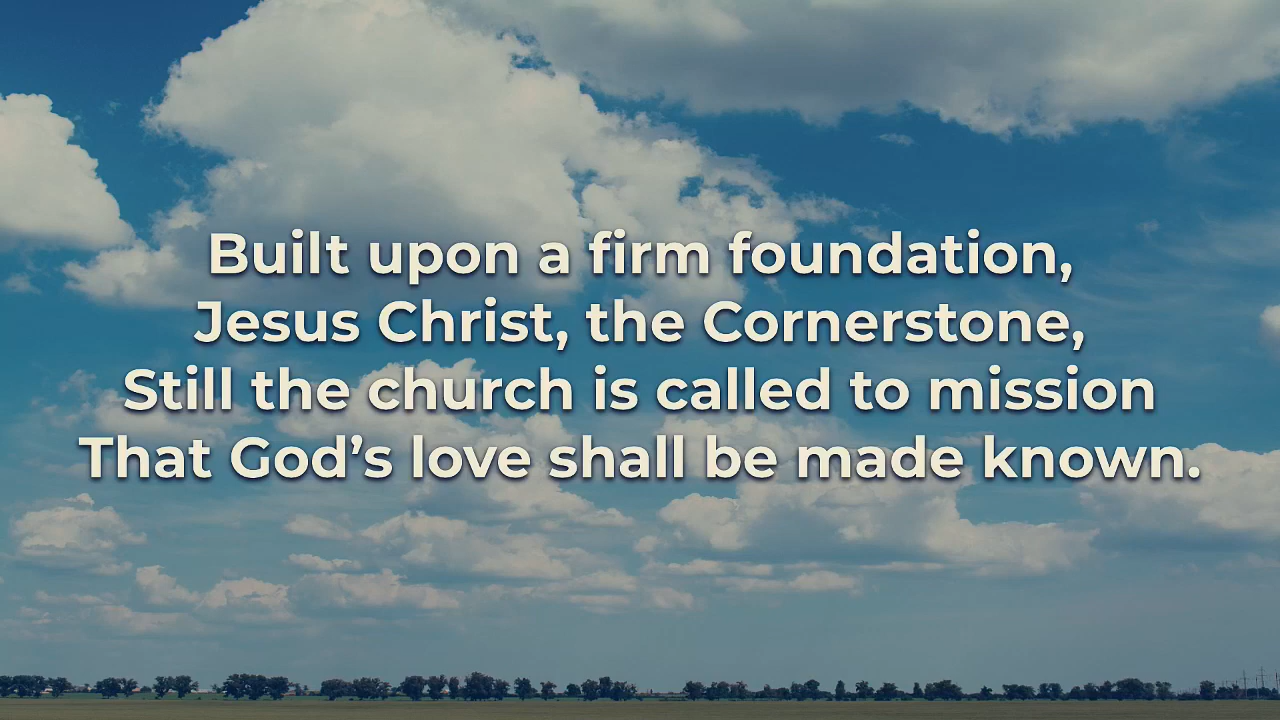 Built upon a firm foundation,
Jesus Christ, the Cornerstone,
Still the church is called to mission
That God’s love shall be made known.